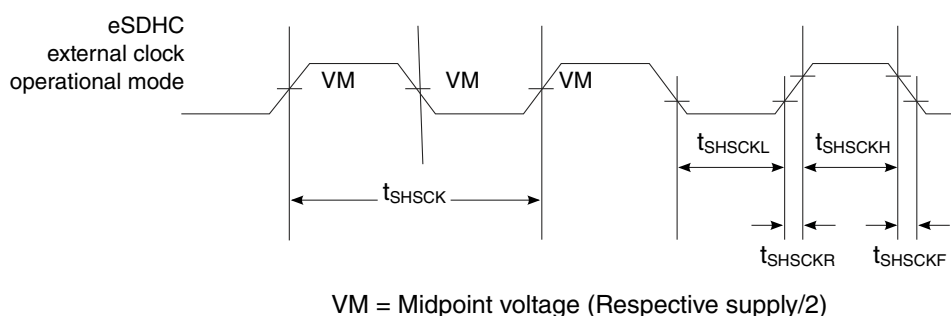 eSDHC
external clock
operational mode
VM
VM
VM
tSHSCKL
tSHSCKH
tSHSCK
tSHSCKR
tSHSCKF
VM = Midpoint voltage (Respective supply/2)